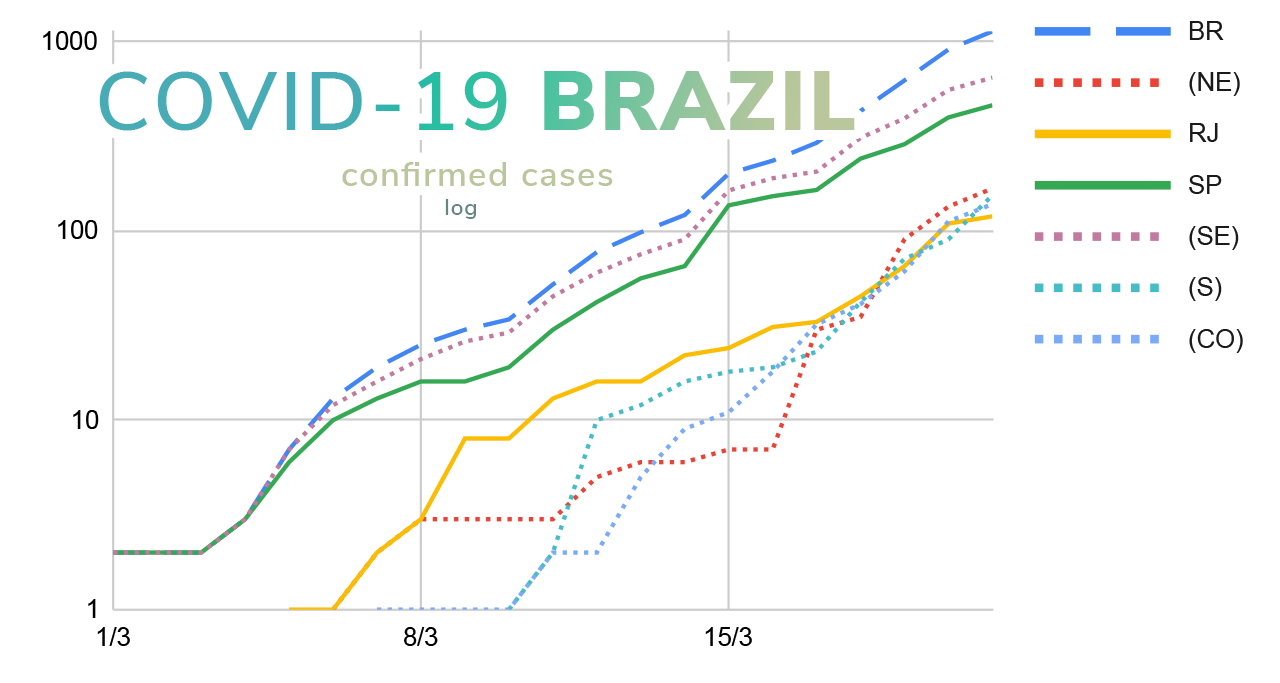 COVID-19 BRAZIL
confirmed cases
log
1000
100
10
1
1/3
8/3
15/3
BR
(NE)
RJ
SP
(SE)
(S)
(CO)